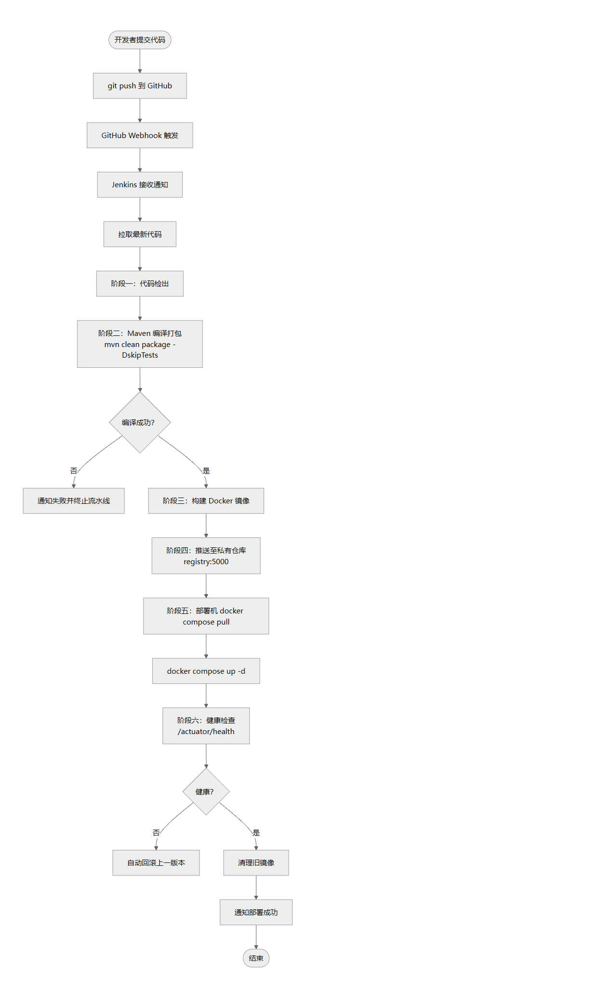 开发者提交代码
git push 到 GitHub
GitHub Webhook 触发
Jenkins 接收通知
拉取最新代码
阶段一：代码检出
阶段二：Maven 编译打包
mvn clean package -
DskipTests
编译成功?
否
是
通知失败并终止流水线
阶段三：构建 Docker 镜像
阶段四：推送至私有仓库
registry:5000
阶段五：部署机 docker
compose pull
docker compose up -d
阶段六：健康检查
/actuator/health
健康?
否
是
自动回滚上一版本
清理旧镜像
通知部署成功
结束